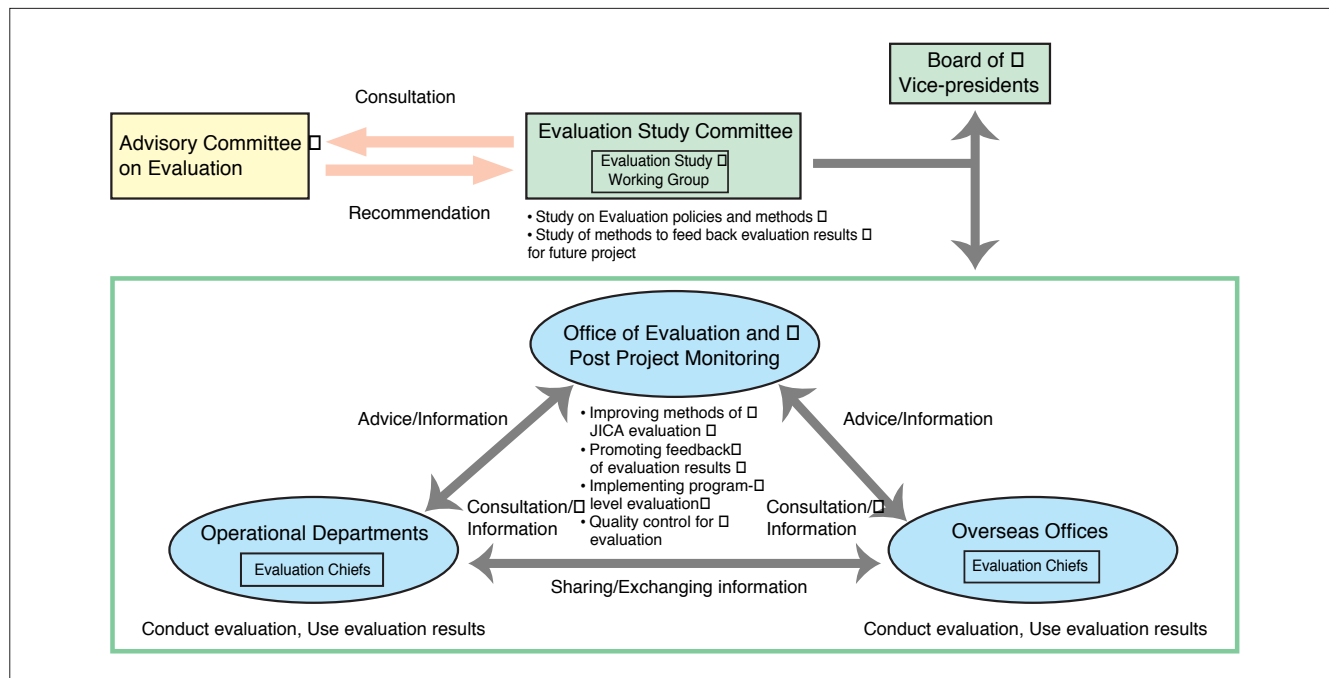 Board of
Vice-presidents
Consultation
Advisory Committee
on Evaluation
Evaluation Study Committee
Evaluation Study
Working Group
Recommendation
• Study on Evaluation policies and methods
• Study of methods to feed back evaluation results
for future project
Office of Evaluation and
Post Project Monitoring
Advice/Information
• Improving methods of
JICA evaluation
• Promoting feedback
of evaluation results
• Implementing program-
level evaluation
• Quality control for
evaluation
Advice/Information
Consultation/
Information
Consultation/
Information
Operational Departments
Evaluation Chiefs
Overseas Offices
Evaluation Chiefs
Sharing/Exchanging information
Conduct evaluation, Use evaluation results
Conduct evaluation, Use evaluation results